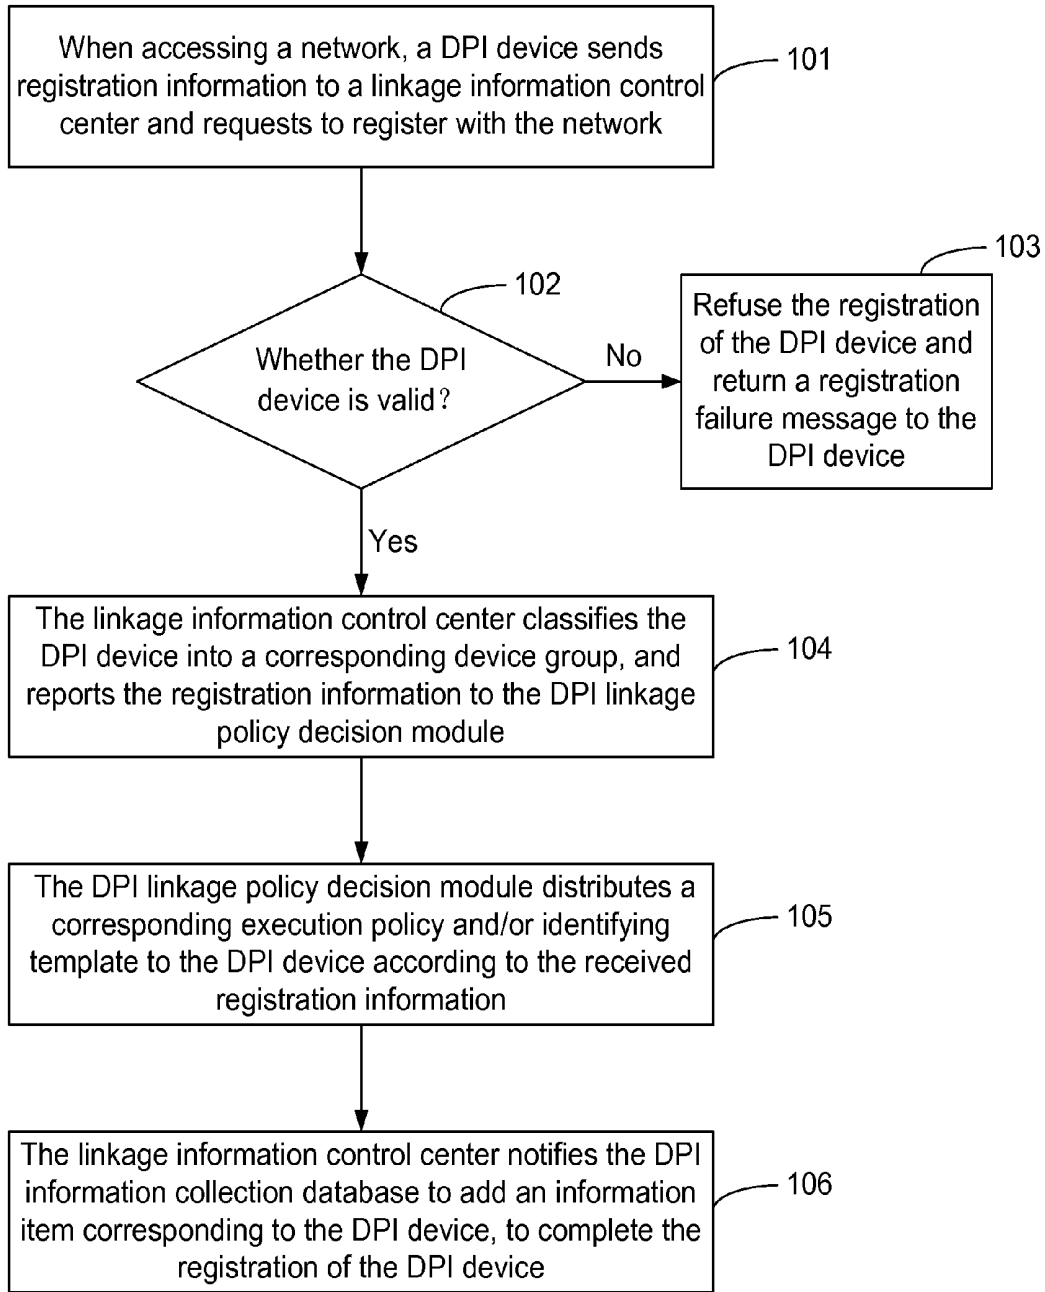 When accessing a network, a DPI device sends
registration information to a linkage information control
center and requests to register with the network
101
102
Whether the DPI
device is valid?
No
103
Refuse the registration
of the DPI device and
return a registration
failure message to the
DPI device
Yes
The linkage information control center classifies the
DPI device into a corresponding device group, and
reports the registration information to the DPI linkage
policy decision module
104
The DPI linkage policy decision module distributes a
corresponding execution policy and/or identifying
template to the DPI device according to the received
registration information
105
The linkage information control center notifies the DPI
information collection database to add an information
item corresponding to the DPI device, to complete the
registration of the DPI device
106